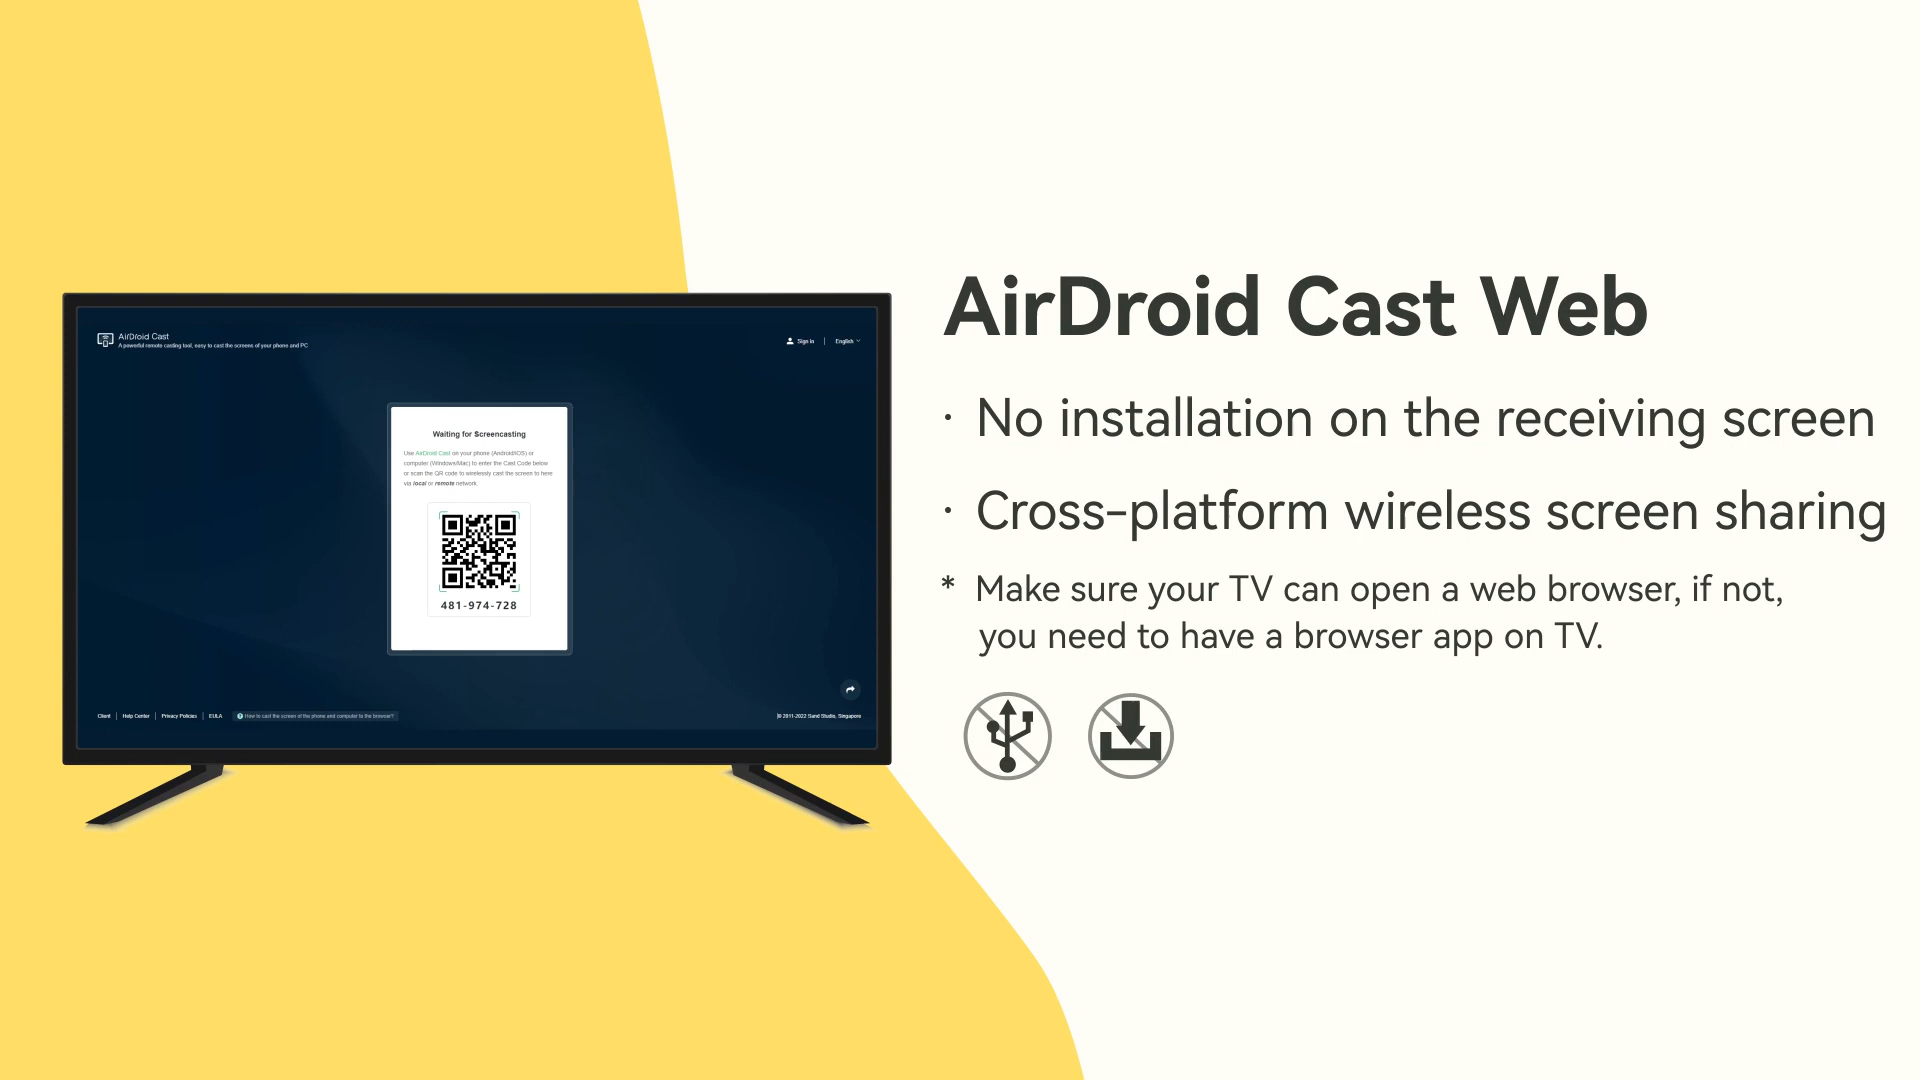 AirDroid Cast
A powerful remote casting tool, easy to cast the screens of your phone and PC
Sign in | English
Waiting for Screencasting
Use AirDroid Cast on your phone (Android/iOS) or
computer (Windows/Mac) to enter the Cast Code below
or scan the QR code to wirelessly cast the screen to here
via local or remote network.
481-974-728
Client | Help Center | Privacy Policies | EULA
? How to cast the screen of the phone and computer to the browser?
© 2011-2022 Sand Studio, Singapore
AirDroid Cast Web
· No installation on the receiving screen
· Cross-platform wireless screen sharing
* Make sure your TV can open a web browser, if not,
you need to have a browser app on TV.